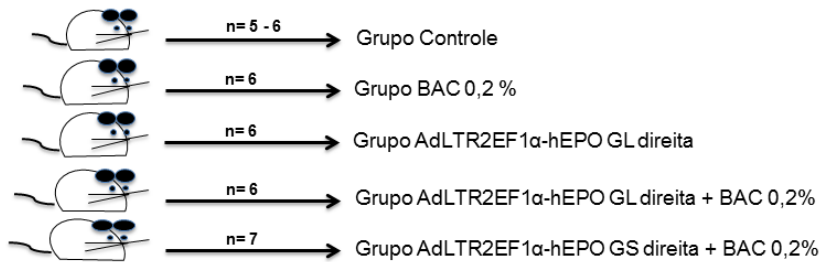 n= 5 - 6 Grupo Controle
n= 6 Grupo BAC 0,2 %
n= 6 Grupo AdLTR2EF1α-hEPO GL direita
n= 6 Grupo AdLTR2EF1α-hEPO GL direita + BAC 0,2%
n= 7 Grupo AdLTR2EF1α-hEPO GS direita + BAC 0,2%